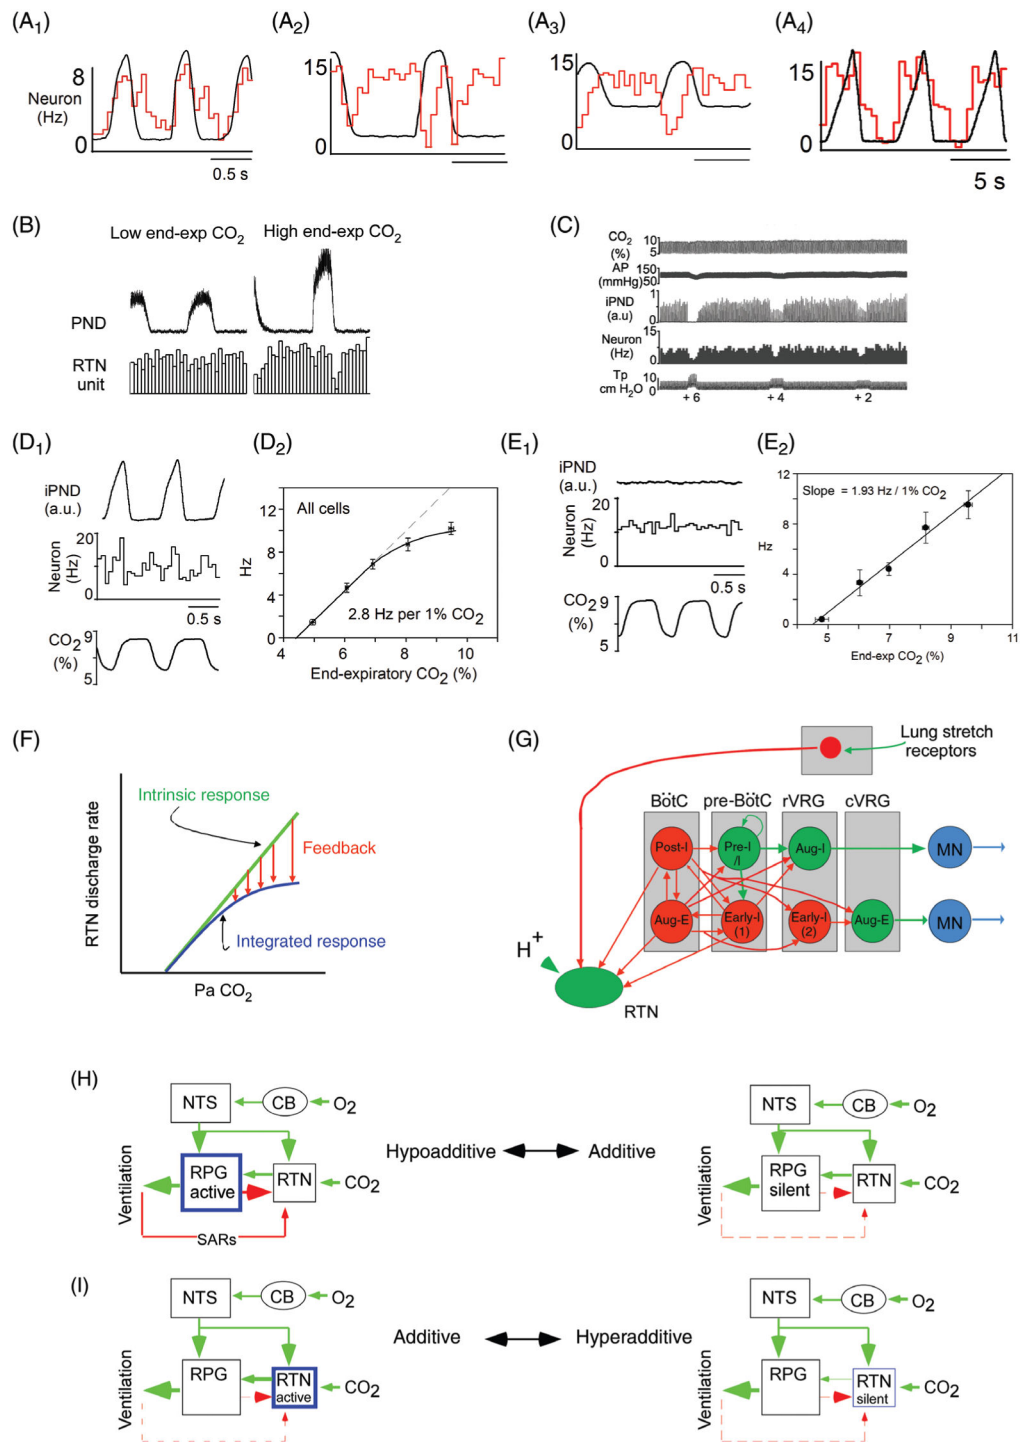 (A1)
(A2)
(A3)
(A4)
8
Neuron
(Hz)
0
0.5 s
15
0
15
0
15
0
5 s
(B)
Low end-exp CO2
High end-exp CO2
PND
RTN
unit
(C)
CO2 10
(%) 5
AP 150
(mmHg) 50
iPND 1
(a.u) 0
Neuron 15
(Hz) 0
Tp 10
cm H2O 0
+ 6
+ 4
+ 2
(D1)
iPND
(a.u.)
20
Neuron
(Hz)
0
0.5 s
CO2 9
(%)
5
(D2)
All cells
12
8
Hz
4
0
2.8 Hz per 1% CO2
4 6 8 10
End-expiratory CO2 (%)
(E1)
iPND
(a.u.)
20
Neuron
(Hz)
0
0.5 s
CO2 9
(%)
5
(E2)
Slope = 1.93 Hz / 1% CO2
12
Hz
8
4
0
5 7 9 11
End-exp CO2 (%)
(F)
Intrinsic response
Feedback
Integrated response
RTN discharge rate
Pa CO2
(G)
Lung stretch
receptors
BötC
pre-BötC
rVRG
cVRG
Post-I
Pre-I
/I
Aug-I
MN
Aug-E
Early-I
(1)
Early-I
(2)
Aug-E
MN
H+
RTN
(H)
NTS
CB
O2
Ventilation
RPG
active
RTN
CO2
SARs
Hypoadditive
Additive
NTS
CB
O2
Ventilation
RPG
silent
RTN
CO2
(I)
NTS
CB
O2
Ventilation
RPG
RTN
active
CO2
Additive
Hyperadditive
NTS
CB
O2
Ventilation
RPG
RTN
silent
CO2